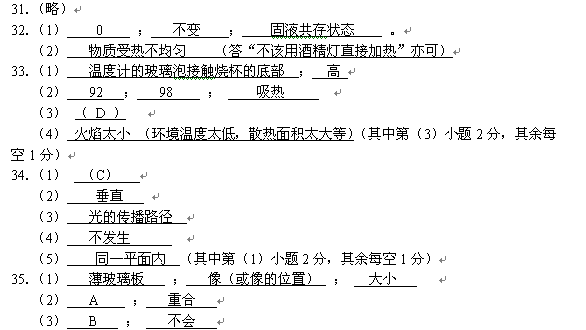 31.（略）
32.（1） 0 ； 不变 ； 固液共存状态 。
（2） 物质受热不均匀 （答“不该用酒精灯直接加热”亦可）
33.（1） 温度计的玻璃泡接触烧杯的底部 ； 高
（2） 92 ； 98 ； 吸热
（3） （ D ）
（4） 火焰太小 （环境温度太低，散热面积太大等）（其中第（3）小题 2 分，其余每
空 1 分）
34.（1） （C）
（2） 垂直
（3） 光的传播路径
（4） 不发生
（5） 同一平面内 （其中第（1）小题 2 分，其余每空 1 分）
35.（1） 薄玻璃板 ； 像（或像的位置） ； 大小
（2） A ； 重合
（3） B ； 不会